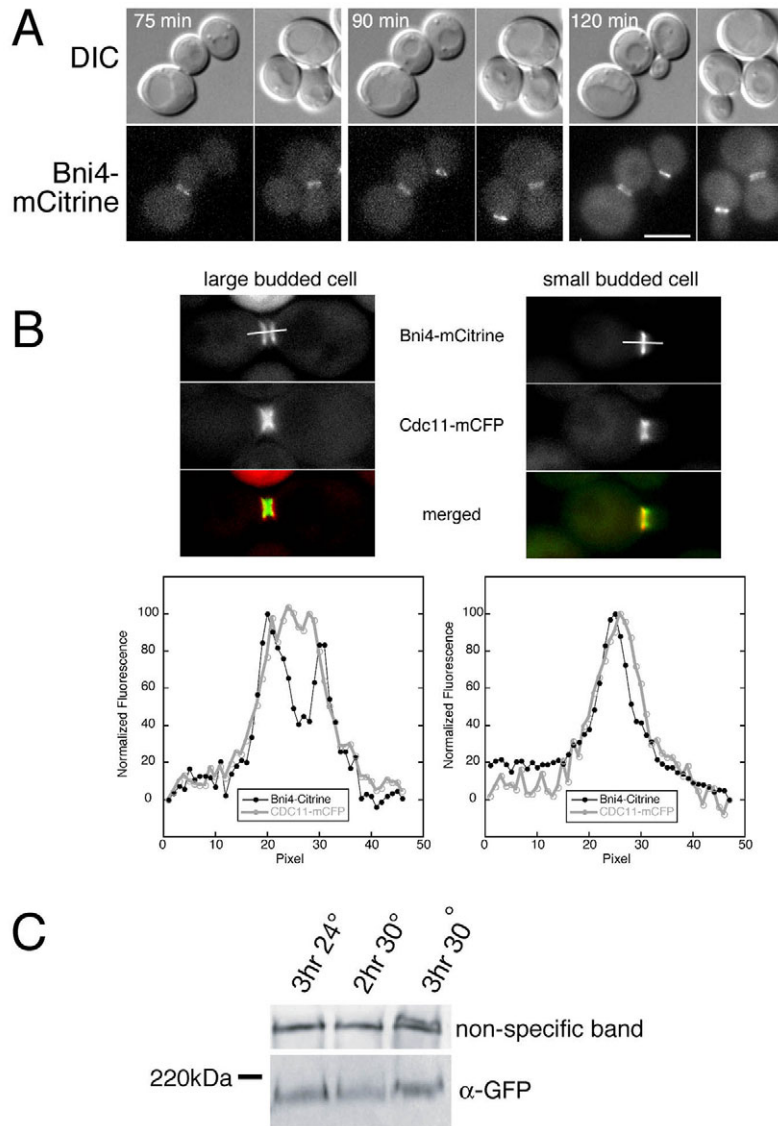 A
75 min
90 min
120 min
DIC
Bni4-
mCitrine
large budded cell
small budded cell
B
Bni4-mCitrine
Cdc11-mCFP
merged
100
80
60
40
20
0
Normalized Fluorescence
Bni4-Citrine
CDC11-mCFP
0
10
20
30
40
50
Pixel
100
80
60
40
20
0
Normalized Fluorescence
Bni4-Citrine
CDC11-mCFP
0
10
20
30
40
50
Pixel
C
3hr 24°
2hr 30°
3hr 30°
non-specific band
220kDa
α-GFP